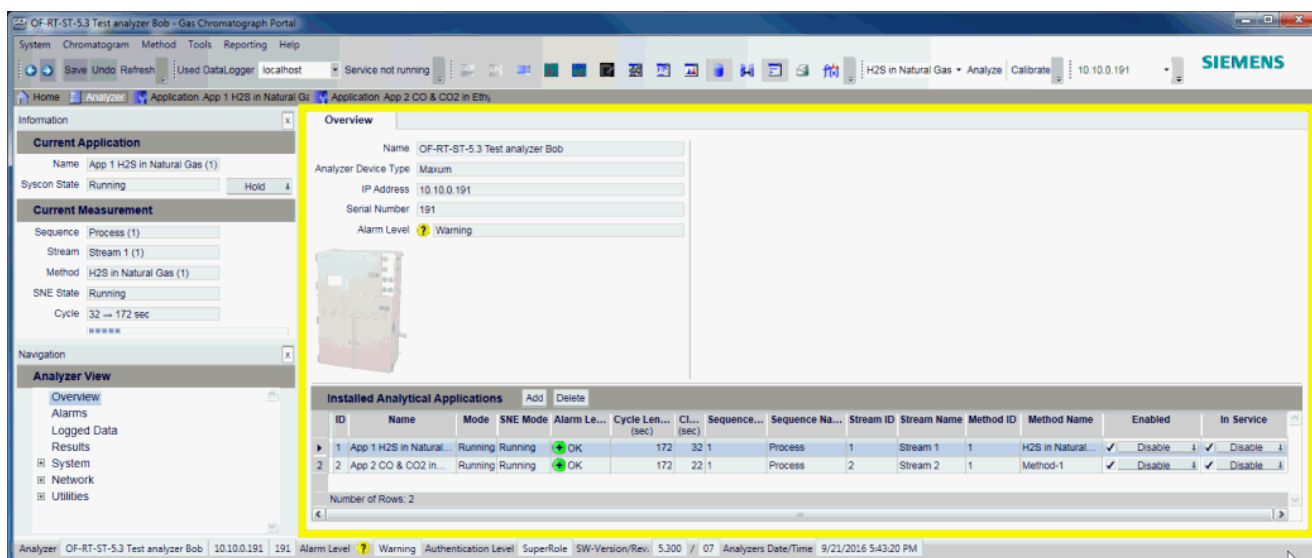 OF-RT-ST-5.3 Test analyzer Bob - Gas Chromatograph Portal
System Chromatogram Method Tools Reporting Help
Save Undo Refresh Used DataLogger localhost Service not running H2S in Natural Gas Analyze Calibrate 10.10.0.191 SIEMENS
Home Analyzer Application App 1 H2S in Natural Ga Application App 2 CO & CO2 in Ethy
Information x
Current Application
Name App 1 H2S in Natural Gas (1)
Syscon State Running Hold
Current Measurement
Sequence Process (1)
Stream Stream 1 (1)
Method H2S in Natural Gas (1)
SNE State Running
Cycle 32 → 172 sec
Navigation x
Analyzer View
Overview
Alarms
Logged Data
Results
System
Network
Utilities
Overview
Name OF-RT-ST-5.3 Test analyzer Bob
Analyzer Device Type Maxum
IP Address 10.10.0.191
Serial Number 191
Alarm Level ? Warning
Installed Analytical Applications Add Delete
ID Name Mode SNE Mode Alarm Le... Cycle Len... (sec) Cl... (sec) Sequence... Sequence Na... Stream ID Stream Name Method ID Method Name Enabled In Service
1 App 1 H2S in Natural... Running Running OK 172 32 1 Process 1 Stream 1 1 H2S in Natural... ✓ Disable ✓ Disable
2 2 App 2 CO & CO2 in... Running Running OK 172 22 1 Process 2 Stream 2 1 Method-1 ✓ Disable ✓ Disable
Number of Rows: 2
Analyzer OF-RT-ST-5.3 Test analyzer Bob 10.10.0.191 191 Alarm Level ? Warning Authentication Level SuperRole SW-Version/Rev. 5.300 / 07 Analyzers Date/Time 9/21/2016 5:43:20 PM